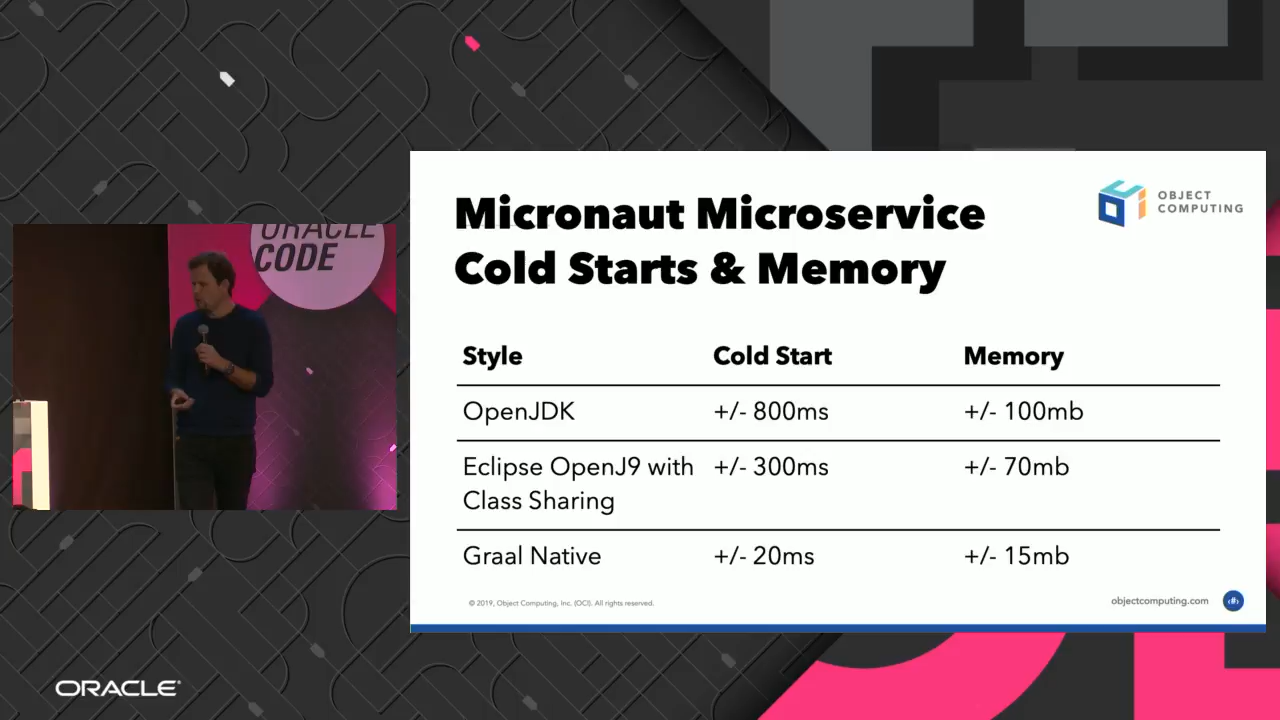 ORACLE
CODE
Micronaut Microservice
Cold Starts & Memory
OBJECT
COMPUTING
Style Cold Start Memory
OpenJDK +/- 800ms +/- 100mb
Eclipse OpenJ9 with +/- 300ms +/- 70mb
Class Sharing
Graal Native +/- 20ms +/- 15mb
© 2019, Object Computing, Inc. (OCI). All rights reserved.
objectcomputing.com ‹#›
ORACLE®